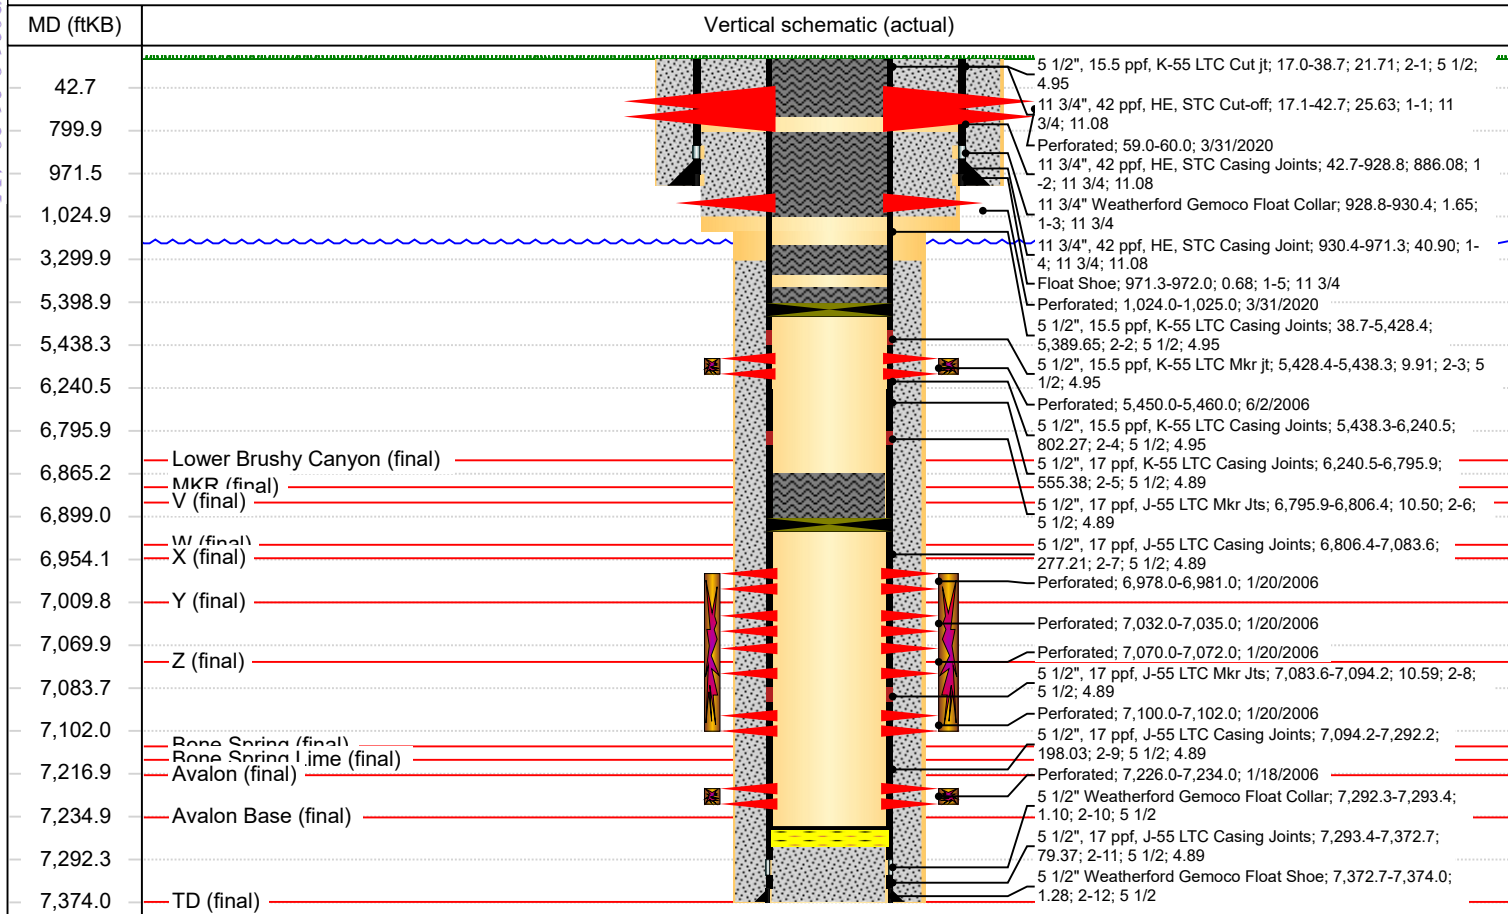 MD (ftKB)
Vertical schematic (actual)
42.7
799.9
971.5
1,024.9
3,299.9
5,398.9
5,438.3
6,240.5
6,795.9
6,865.2
6,899.0
6,954.1
7,009.8
7,069.9
7,083.7
7,102.0
7,216.9
7,234.9
7,292.3
7,374.0
Lower Brushy Canyon (final)
MKR (final)
V (final)
W (final)
X (final)
Y (final)
Z (final)
Bone Spring (final)
Bone Spring Lime (final)
Avalon (final)
Avalon Base (final)
TD (final)
5 1/2", 15.5 ppf, K-55 LTC Cut jt; 17.0-38.7; 21.71; 2-1; 5 1/2;
4.95
11 3/4", 42 ppf, HE, STC Cut-off; 17.1-42.7; 25.63; 1-1; 11
3/4; 11.08
Perforated; 59.0-60.0; 3/31/2020
11 3/4", 42 ppf, HE, STC Casing Joints; 42.7-928.8; 886.08; 1
-2; 11 3/4; 11.08
11 3/4" Weatherford Gemoco Float Collar; 928.8-930.4; 1.65;
1-3; 11 3/4
11 3/4", 42 ppf, HE, STC Casing Joint; 930.4-971.3; 40.90; 1-
4; 11 3/4; 11.08
Float Shoe; 971.3-972.0; 0.68; 1-5; 11 3/4
Perforated; 1,024.0-1,025.0; 3/31/2020
5 1/2", 15.5 ppf, K-55 LTC Casing Joints; 38.7-5,428.4;
5,389.65; 2-2; 5 1/2; 4.95
5 1/2", 15.5 ppf, K-55 LTC Mkr jt; 5,428.4-5,438.3; 9.91; 2-3; 5
1/2; 4.95
Perforated; 5,450.0-5,460.0; 6/2/2006
5 1/2", 15.5 ppf, K-55 LTC Casing Joints; 5,438.3-6,240.5;
802.27; 2-4; 5 1/2; 4.95
5 1/2", 17 ppf, K-55 LTC Casing Joints; 6,240.5-6,795.9;
555.38; 2-5; 5 1/2; 4.89
5 1/2", 17 ppf, J-55 LTC Mkr Jts; 6,795.9-6,806.4; 10.50; 2-6;
5 1/2; 4.89
5 1/2", 17 ppf, J-55 LTC Casing Joints; 6,806.4-7,083.6;
277.21; 2-7; 5 1/2; 4.89
Perforated; 6,978.0-6,981.0; 1/20/2006
Perforated; 7,032.0-7,035.0; 1/20/2006
Perforated; 7,070.0-7,072.0; 1/20/2006
5 1/2", 17 ppf, J-55 LTC Mkr Jts; 7,083.6-7,094.2; 10.59; 2-8;
5 1/2; 4.89
Perforated; 7,100.0-7,102.0; 1/20/2006
5 1/2", 17 ppf, J-55 LTC Casing Joints; 7,094.2-7,292.2;
198.03; 2-9; 5 1/2; 4.89
Perforated; 7,226.0-7,234.0; 1/18/2006
5 1/2" Weatherford Gemoco Float Collar; 7,292.3-7,293.4;
1.10; 2-10; 5 1/2
5 1/2", 17 ppf, J-55 LTC Casing Joints; 7,293.4-7,372.7;
79.37; 2-11; 5 1/2; 4.89
5 1/2" Weatherford Gemoco Float Shoe; 7,372.7-7,374.0;
1.28; 2-12; 5 1/2